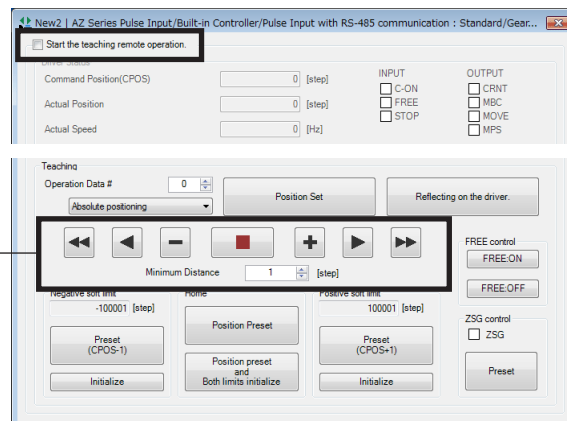 New2 | AZ Series Pulse Input/Built-in Controller/Pulse Input with RS-485 communication : Standard/Gear...
Start the teaching remote operation.
Driver Status
Command Position(CPOS) 0 [step]
Actual Position 0 [step]
Actual Speed 0 [Hz]
INPUT
C-ON
FREE
STOP
OUTPUT
CRNT
MBC
MOVE
MPS
Teaching
Operation Data # 0
Absolute positioning
Position Set
Reflecting on the driver.
Minimum Distance 1 [step]
FREE control
FREE:ON
FREE:OFF
Negative soft limit
-100001 [step]
Preset
(CPOS-1)
Initialize
Home
Position Preset
Position preset
and
Both limits initialize
Positive soft limit
100001 [step]
Preset
(CPOS+1)
Initialize
ZSG control
ZSG
Preset